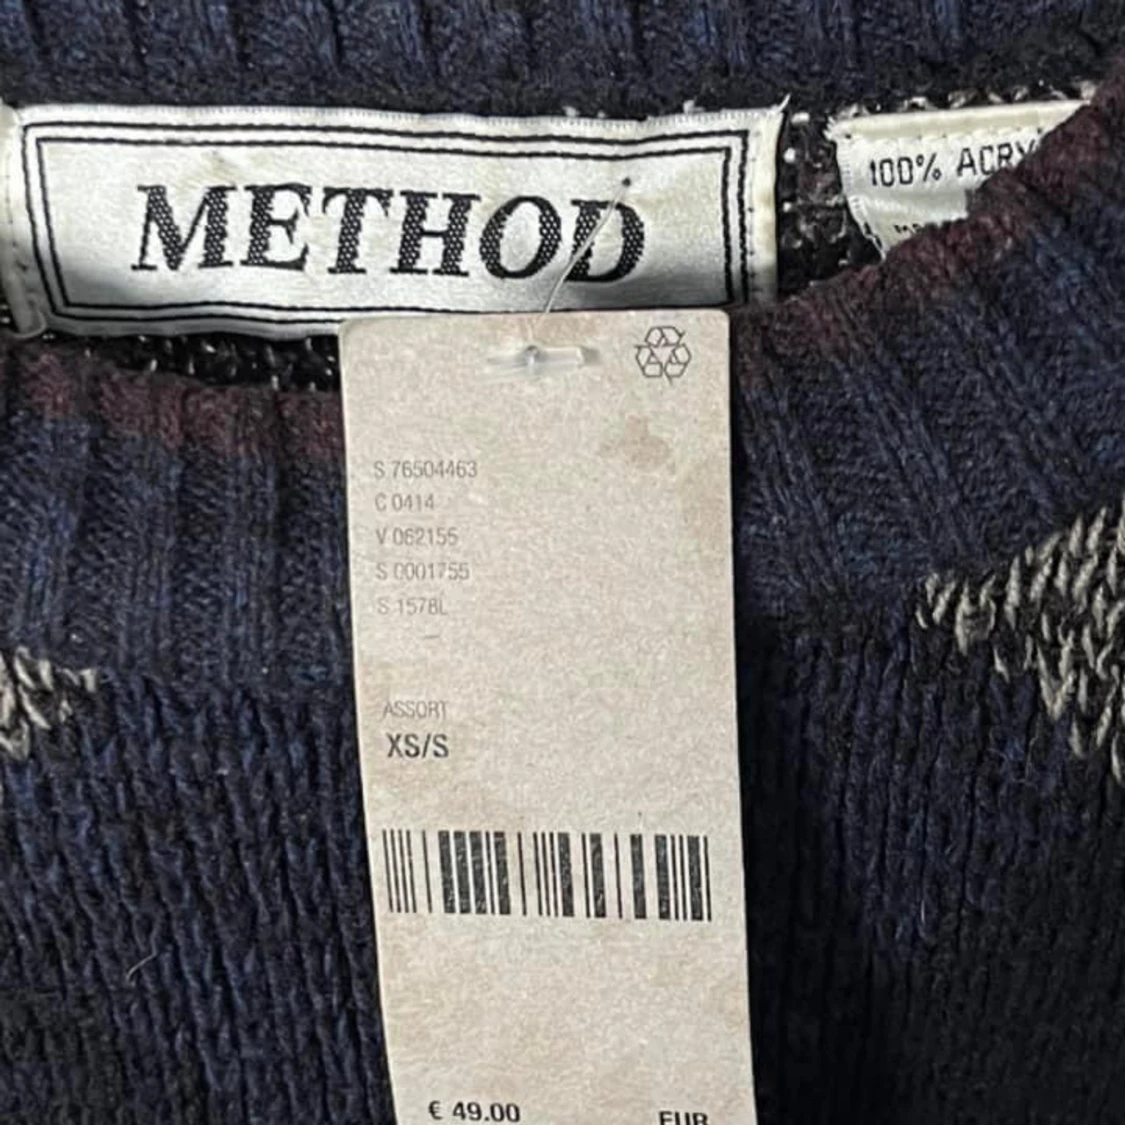 METHOD
100% ACRY
S 76504463
C 0414
V 062155
S 0001755
S 1578L
ASSORT
XS/S
€ 49.00 EUR